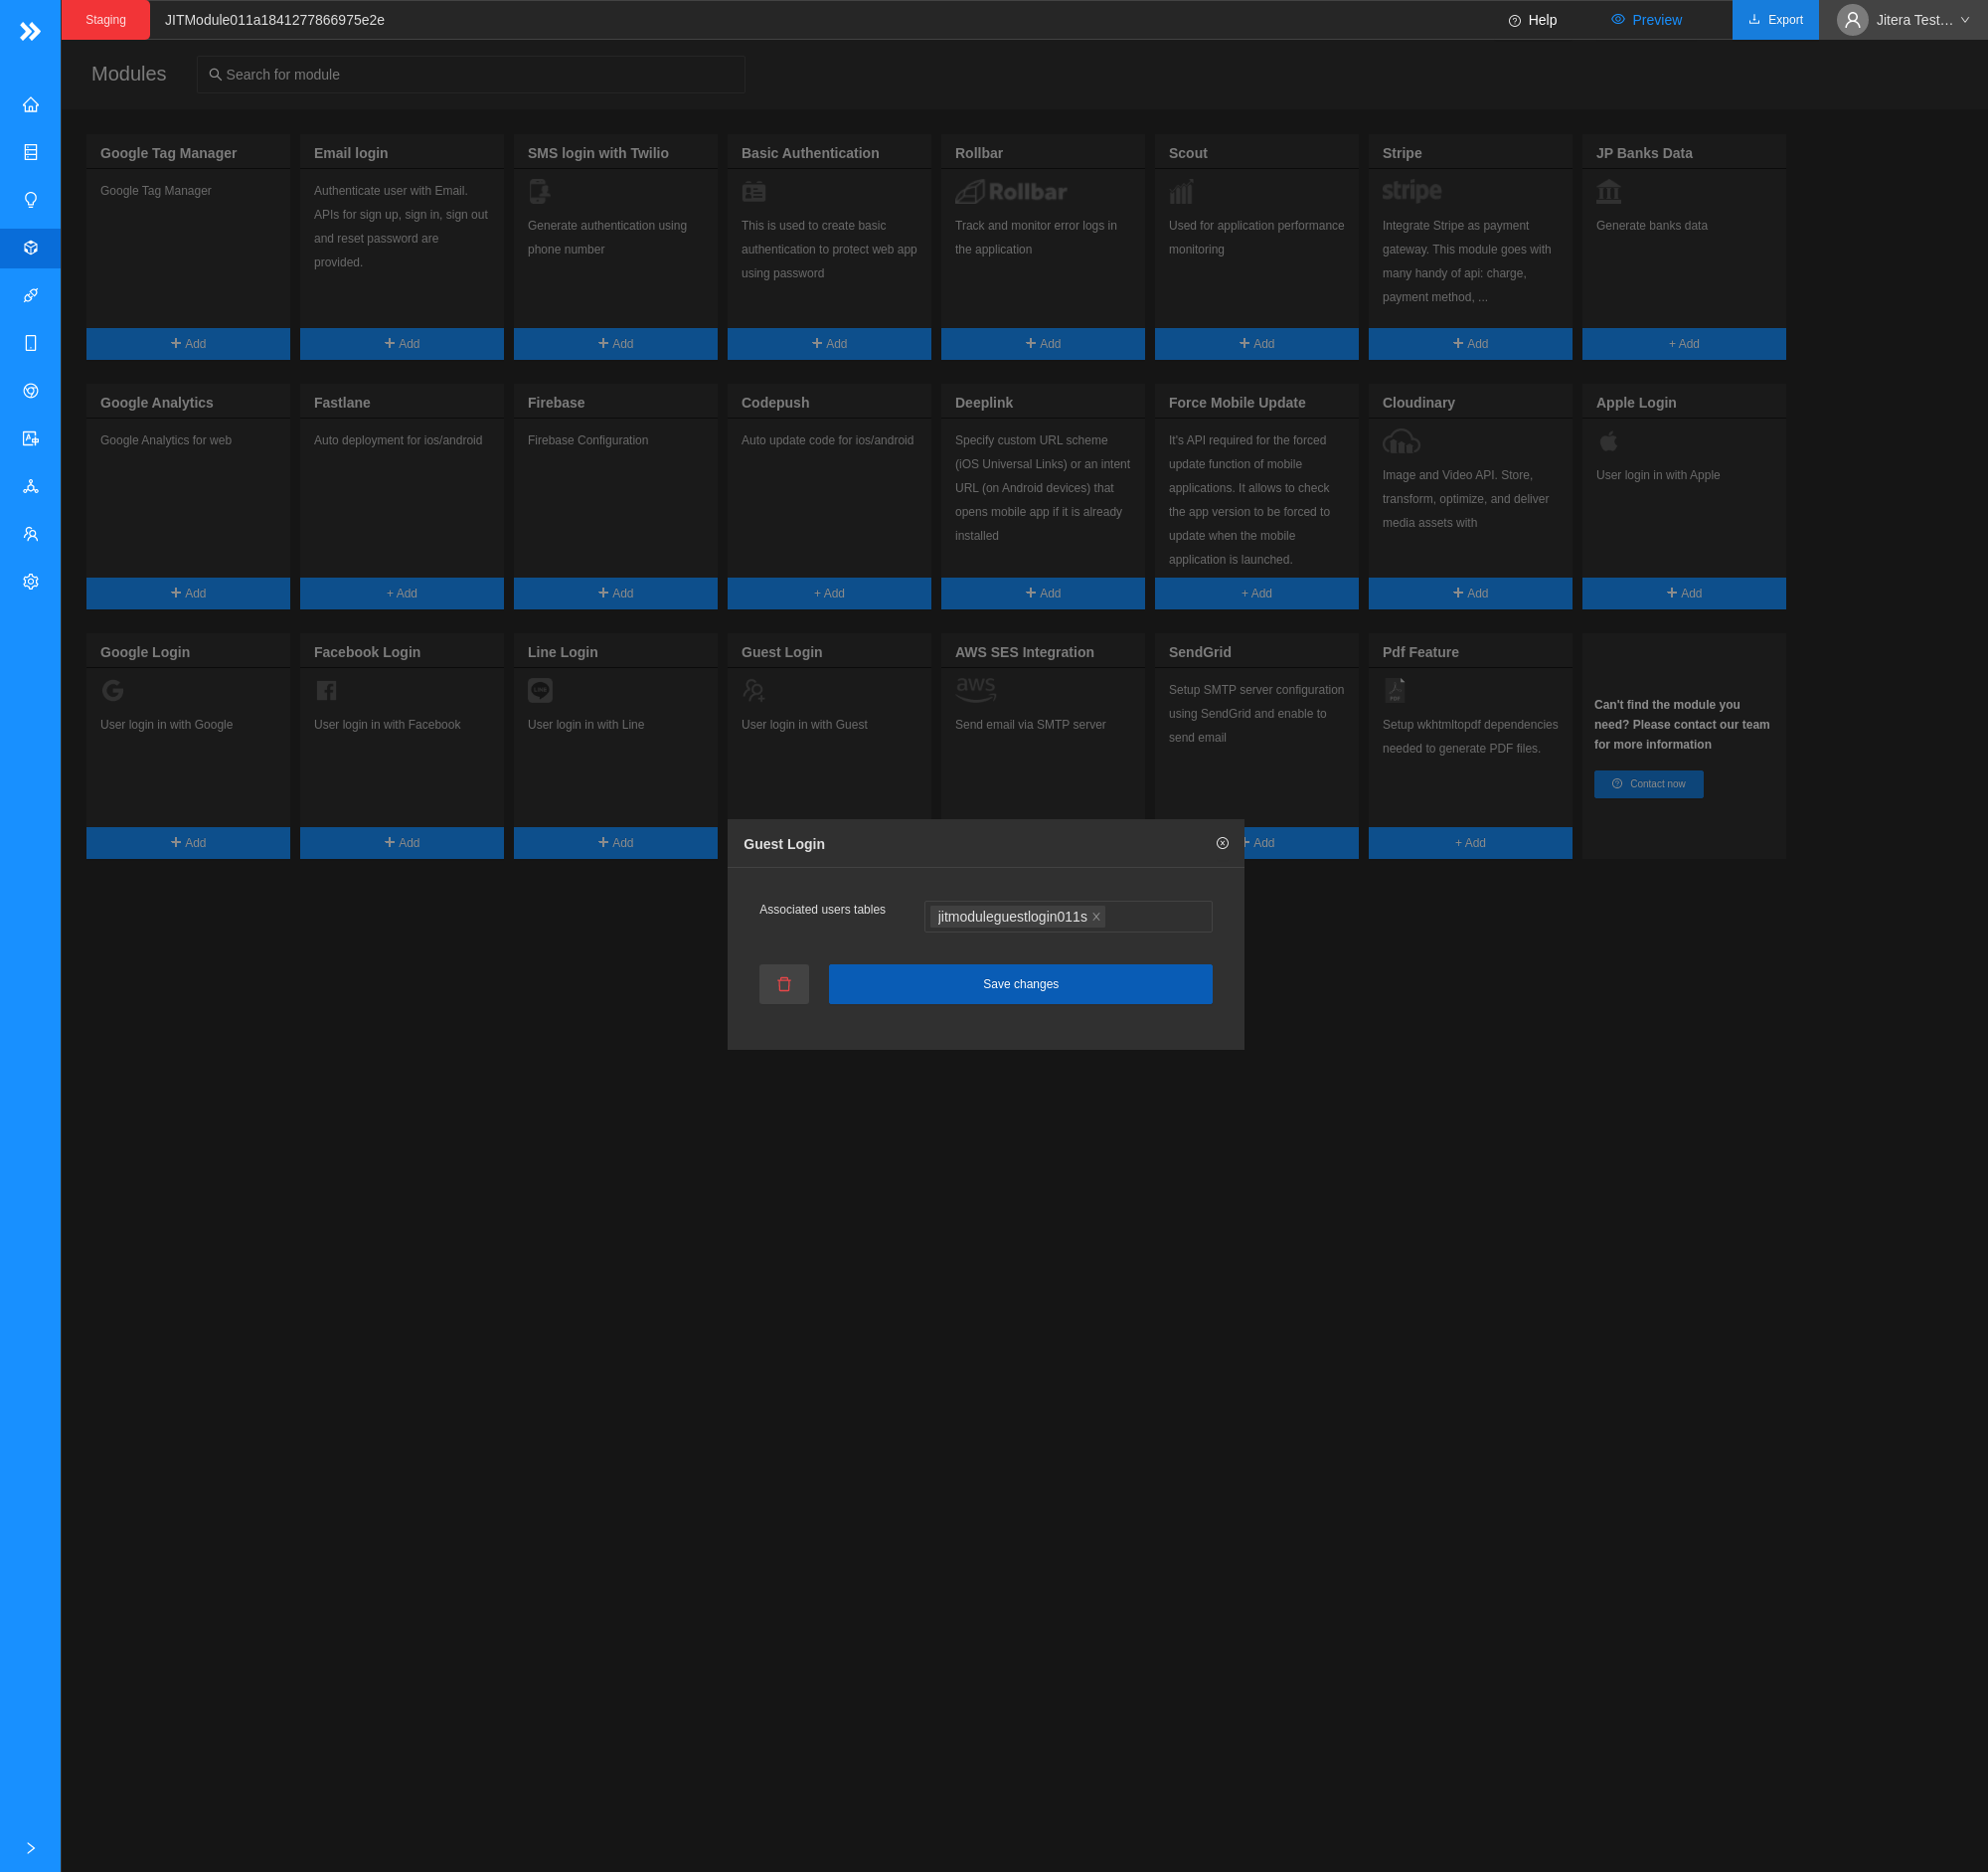 Staging
JITModule011a1841277866975e2e
Help
Preview
Export
Jitera Test...
Modules
Search for module
Google Tag Manager
Google Tag Manager
Add
Email login
Authenticate user with Email.
APIs for sign up, sign in, sign out
and reset password are
provided.
Add
SMS login with Twilio
Generate authentication using
phone number
Add
Basic Authentication
This is used to create basic
authentication to protect web app
using password
Add
Rollbar
Rollbar
Track and monitor error logs in
the application
Add
Scout
Used for application performance
monitoring
Add
Stripe
stripe
Integrate Stripe as payment
gateway. This module goes with
many handy of api: charge,
payment method, ...
Add
JP Banks Data
Generate banks data
+ Add
Google Analytics
Google Analytics for web
Add
Fastlane
Auto deployment for ios/android
+ Add
Firebase
Firebase Configuration
Add
Codepush
Auto update code for ios/android
+ Add
Deeplink
Specify custom URL scheme
(iOS Universal Links) or an intent
URL (on Android devices) that
opens mobile app if it is already
installed
Add
Force Mobile Update
It's API required for the forced
update function of mobile
applications. It allows to check
the app version to be forced to
update when the mobile
application is launched.
+ Add
Cloudinary
Image and Video API. Store,
transform, optimize, and deliver
media assets with
Add
Apple Login
User login in with Apple
Add
Google Login
User login in with Google
Add
Facebook Login
User login in with Facebook
Add
Line Login
LINE
User login in with Line
Add
Guest Login
User login in with Guest
AWS SES Integration
aws
Send email via SMTP server
SendGrid
Setup SMTP server configuration
using SendGrid and enable to
send email
Add
Pdf Feature
PDF
Setup wkhtmltopdf dependencies
needed to generate PDF files.
+ Add
Can't find the module you
need? Please contact our team
for more information
Contact now
Guest Login
Associated users tables
jitmoduleguestlogin011s
Save changes